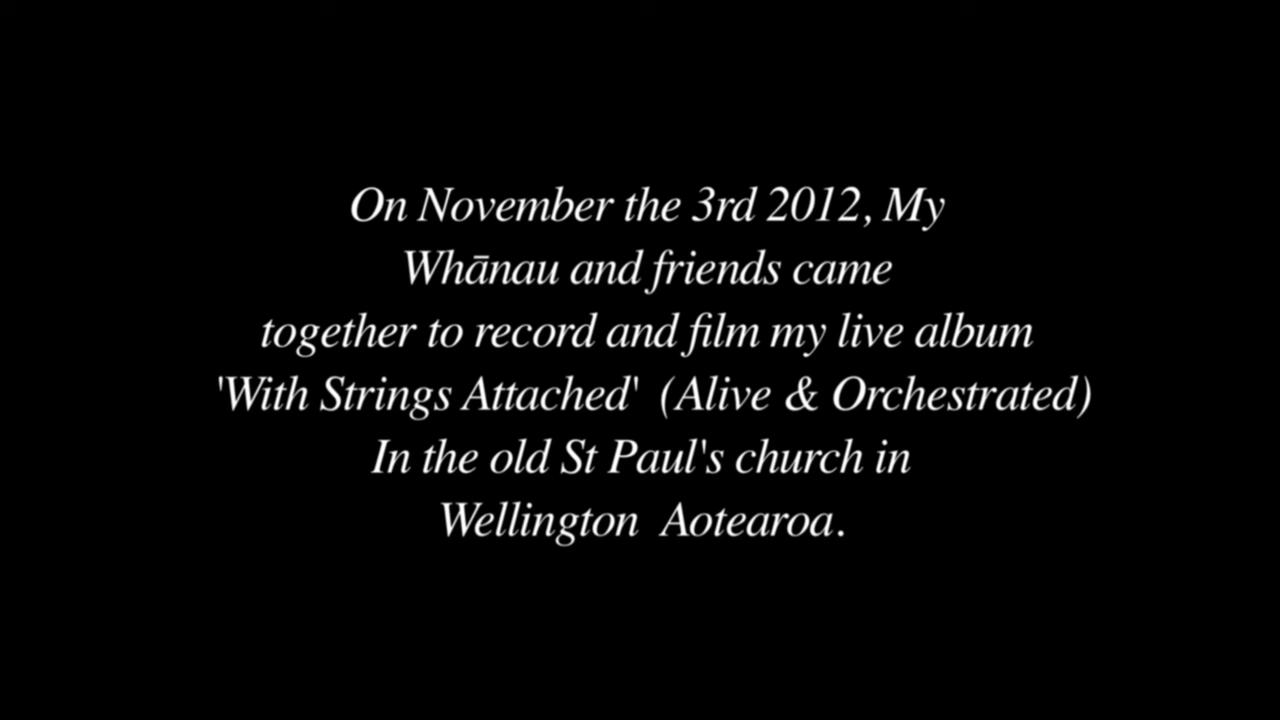 On November the 3rd 2012, My
Whānau and friends came
together to record and film my live album
'With Strings Attached'  (Alive & Orchestrated)
In the old St Paul's church in
Wellington  Aotearoa.